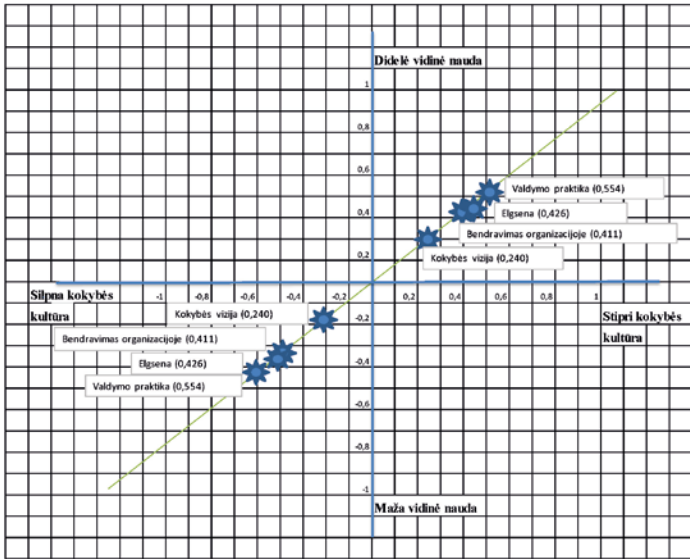 Didelė vidinė nauda
1
0,8
0,6
Valdymo praktika (0,554)
0,4
Elgsena (0,426)
Bendravimas organizacijoje (0,411)
0,2
Kokybės vizija (0,240)
Silpna kokybės
kultūra
-1
-0,6
-0,4
-0,2
0,2
0,4
0,6
0,8
1
Stipri kokybės
kultūra
Kokybės vizija (0,240)
-0,2
Bendravimas organizacijoje (0,411)
-0,4
Elgsena (0,426)
Valdymo praktika (0,554)
-0,6
-0,8
-1
Maža vidinė nauda